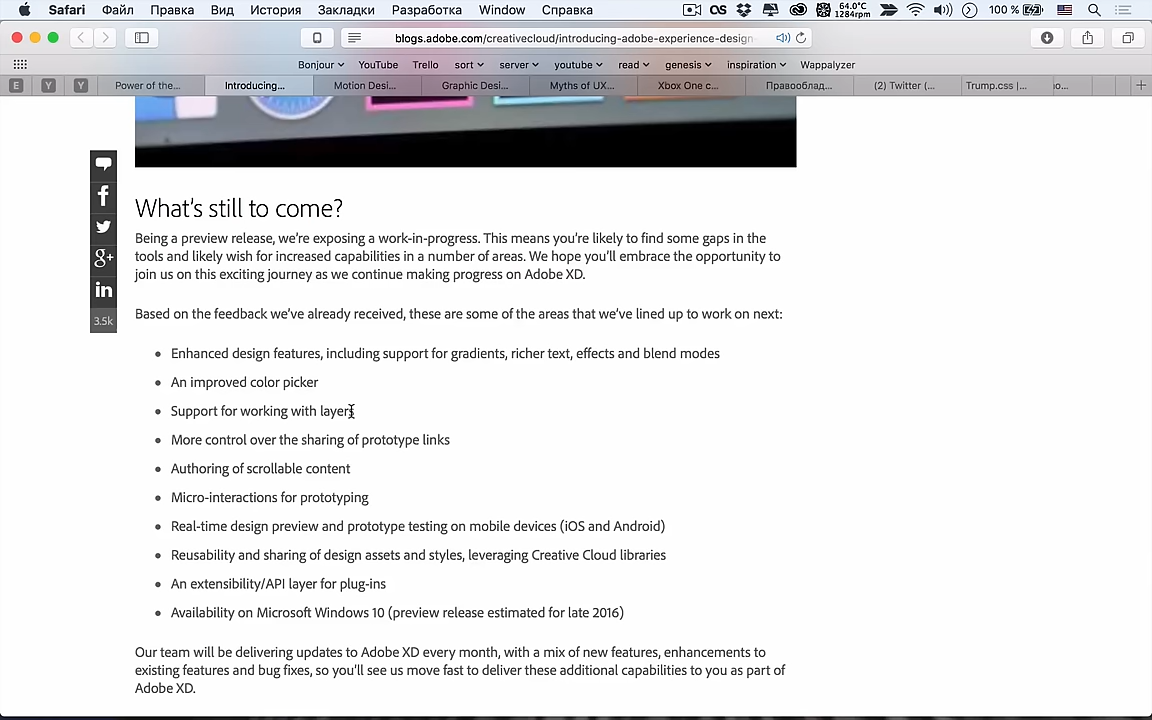 Safari Файл Правка Вид История Закладки Разработка Window Справка 64.0°C 1284rpm 100 %
blogs.adobe.com/creativecloud/introducing-adobe-experience-design-
Bonjour YouTube Trello sort server youtube read genesis inspiration Wappalyzer
E Y Y Power of the... Introducing... Motion Desi... Graphic Desi... Myths of UX... Xbox One c... Правооблад... (2) Twitter (... Trump.css |...
What's still to come?
Being a preview release, we're exposing a work-in-progress. This means you're likely to find some gaps in the
tools and likely wish for increased capabilities in a number of areas. We hope you'll embrace the opportunity to
join us on this exciting journey as we continue making progress on Adobe XD.
Based on the feedback we've already received, these are some of the areas that we've lined up to work on next:
• Enhanced design features, including support for gradients, richer text, effects and blend modes
• An improved color picker
• Support for working with layers
• More control over the sharing of prototype links
• Authoring of scrollable content
• Micro-interactions for prototyping
• Real-time design preview and prototype testing on mobile devices (iOS and Android)
• Reusability and sharing of design assets and styles, leveraging Creative Cloud libraries
• An extensibility/API layer for plug-ins
• Availability on Microsoft Windows 10 (preview release estimated for late 2016)
Our team will be delivering updates to Adobe XD every month, with a mix of new features, enhancements to
existing features and bug fixes, so you'll see us move fast to deliver these additional capabilities to you as part of
Adobe XD.
3.5k